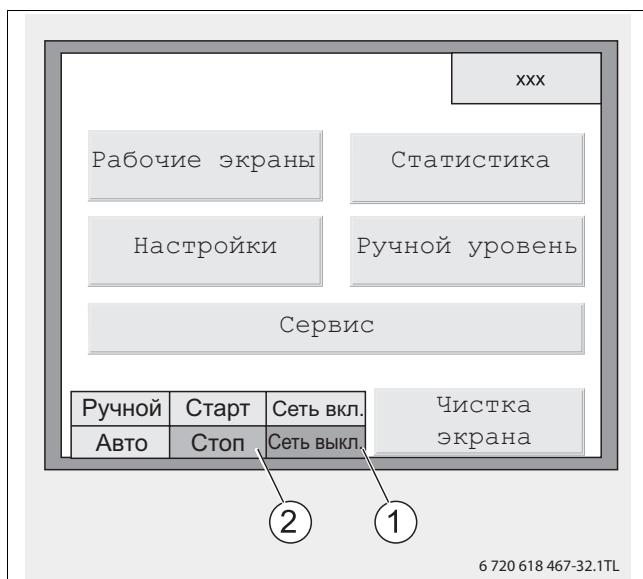 xxx
Рабочие экраны
Статистика
Настройки
Ручной уровень
Сервис
Ручной
Старт
Сеть вкл.
Чистка
экрана
Авто
Стоп
Сеть выкл.
2
1
6 720 618 467-32.1TL